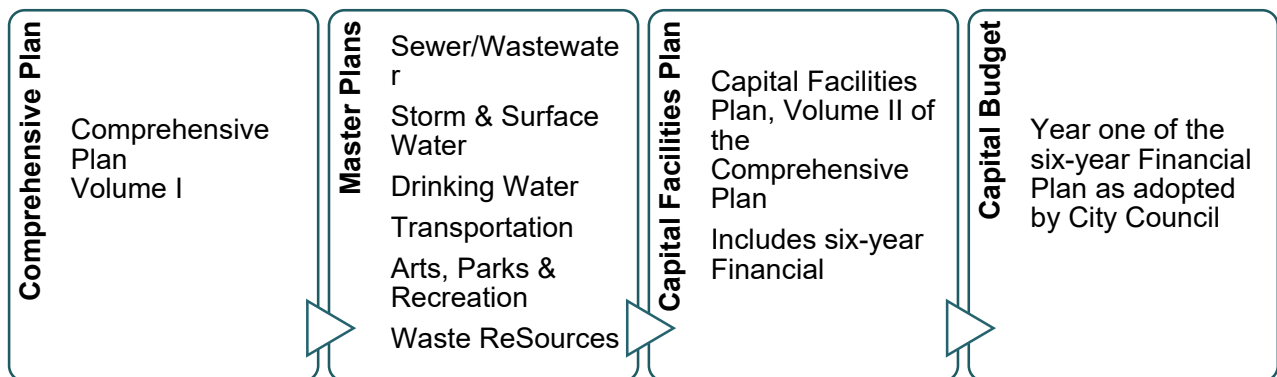 Comprehensive Plan
Comprehensive
Plan
Volume I
Master Plans
Sewer/Wastewate
r
Storm & Surface
Water
Drinking Water
Transportation
Arts, Parks &
Recreation
Waste ReSources
Capital Facilities Plan
Capital Facilities
Plan, Volume II of
the
Comprehensive
Plan
Includes six-year
Financial
Capital Budget
Year one of the
six-year Financial
Plan as adopted
by City Council